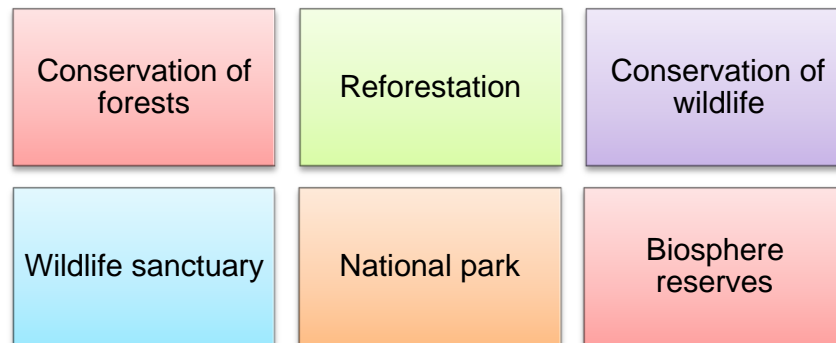 Conservation of
forests
Reforestation
Conservation of
wildlife
Wildlife sanctuary
National park
Biosphere
reserves